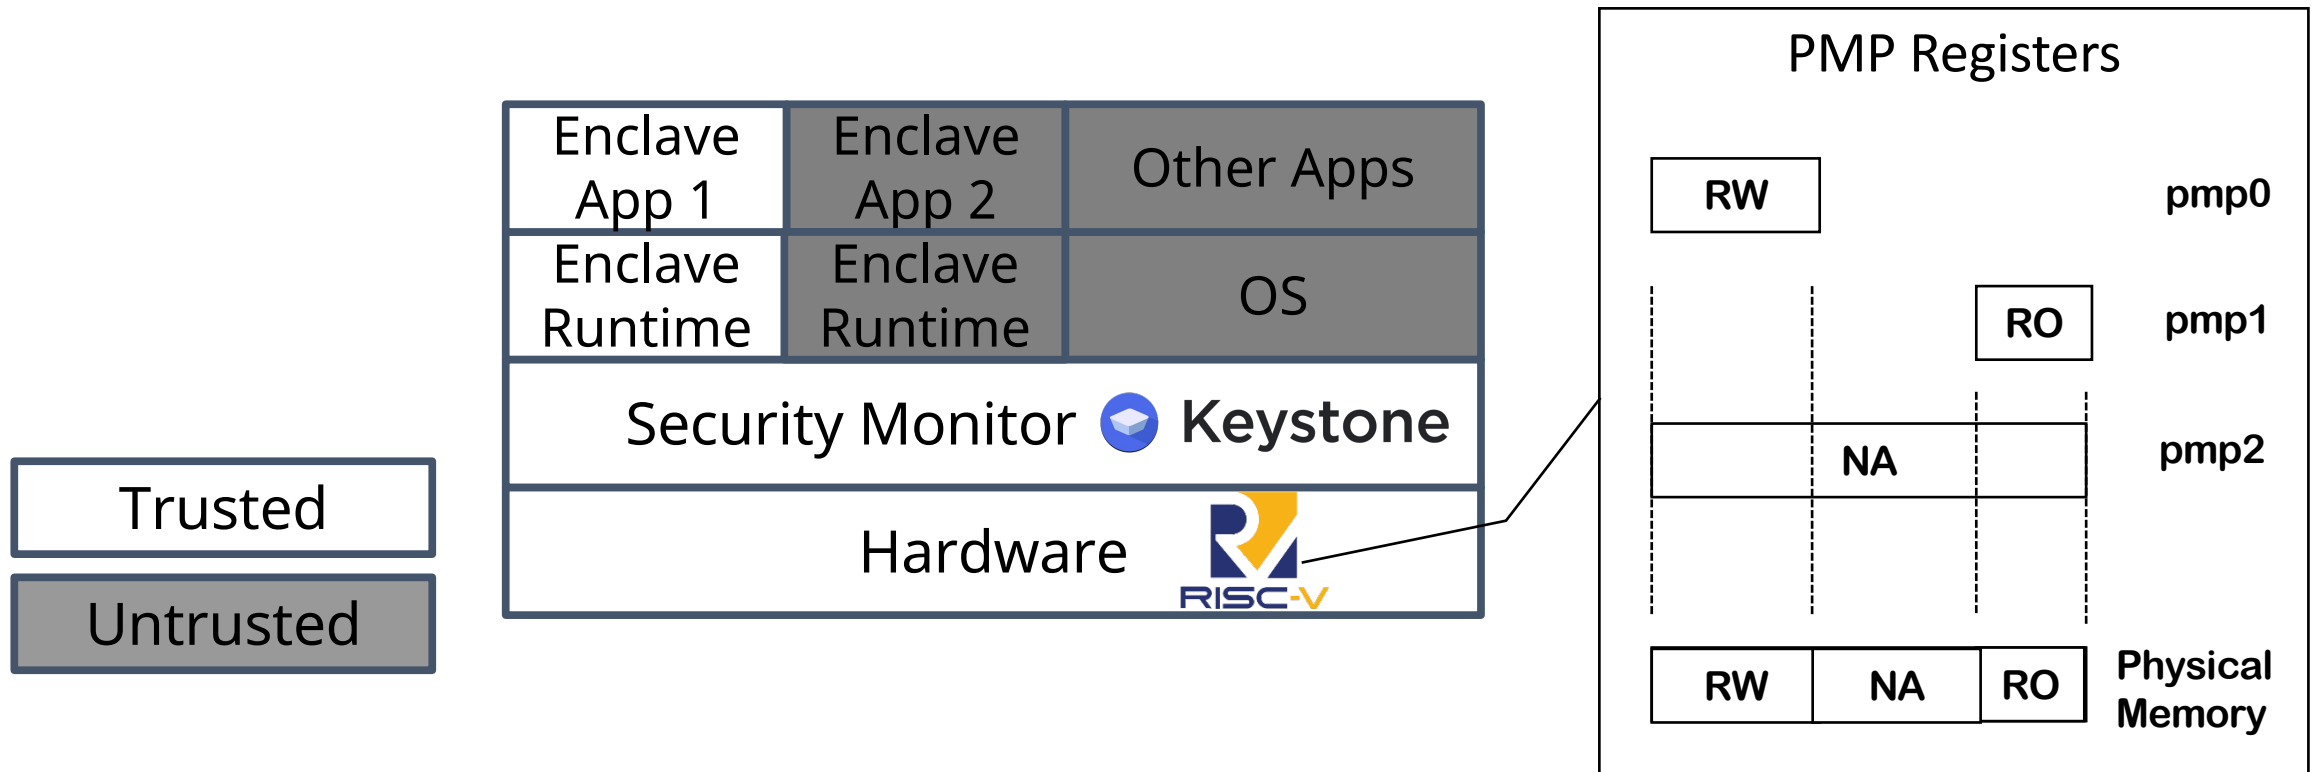 PMP Registers
Enclave
App 1
Enclave
App 2
Other Apps
Enclave
Runtime
Enclave
Runtime
OS
Security Monitor Keystone
Hardware RISC-V
Trusted
Untrusted
RW pmp0
RO pmp1
NA pmp2
RW NA RO Physical
Memory